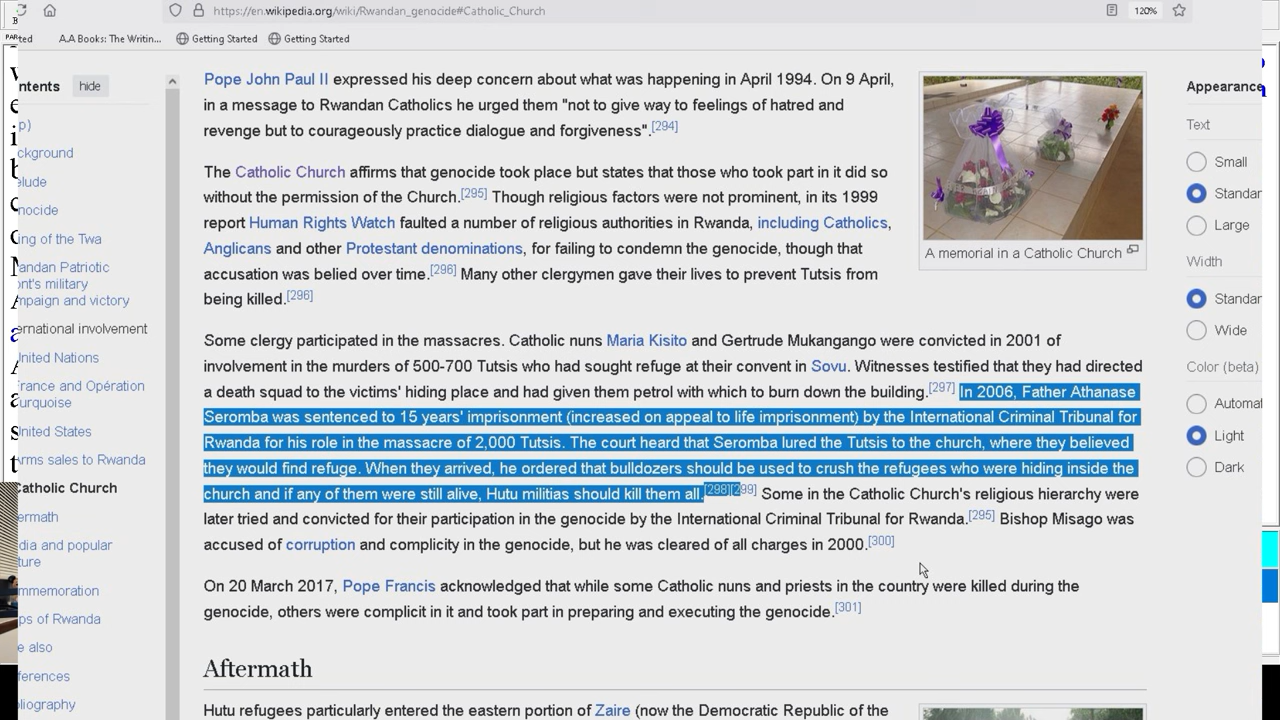 https://en.wikipedia.org/wiki/Rwandan_genocide#Catholic_Church
120%
A.A Books: The Writin...
Getting Started
Getting Started
Pope John Paul II expressed his deep concern about what was happening in April 1994. On 9 April,
in a message to Rwandan Catholics he urged them "not to give way to feelings of hatred and
revenge but to courageously practice dialogue and forgiveness".[294]
The Catholic Church affirms that genocide took place but states that those who took part in it did so
without the permission of the Church.[295] Though religious factors were not prominent, in its 1999
report Human Rights Watch faulted a number of religious authorities in Rwanda, including Catholics,
Anglicans and other Protestant denominations, for failing to condemn the genocide, though that
accusation was belied over time.[296] Many other clergymen gave their lives to prevent Tutsis from
being killed.[296]
A memorial in a Catholic Church
Some clergy participated in the massacres. Catholic nuns Maria Kisito and Gertrude Mukangango were convicted in 2001 of
involvement in the murders of 500-700 Tutsis who had sought refuge at their convent in Sovu. Witnesses testified that they had directed
a death squad to the victims' hiding place and had given them petrol with which to burn down the building.[297] In 2006, Father Athanase
Seromba was sentenced to 15 years' imprisonment (increased on appeal to life imprisonment) by the International Criminal Tribunal for
Rwanda for his role in the massacre of 2,000 Tutsis. The court heard that Seromba lured the Tutsis to the church, where they believed
they would find refuge. When they arrived, he ordered that bulldozers should be used to crush the refugees who were hiding inside the
church and if any of them were still alive, Hutu militias should kill them all.[298][299] Some in the Catholic Church's religious hierarchy were
later tried and convicted for their participation in the genocide by the International Criminal Tribunal for Rwanda.[295] Bishop Misago was
accused of corruption and complicity in the genocide, but he was cleared of all charges in 2000.[300]
On 20 March 2017, Pope Francis acknowledged that while some Catholic nuns and priests in the country were killed during the
genocide, others were complicit in it and took part in preparing and executing the genocide.[301]
Aftermath
Hutu refugees particularly entered the eastern portion of Zaire (now the Democratic Republic of the
ntents
hide
p)
ckground
elude
nocide
ing of the Twa
andan Patriotic
ont's military
mpaign and victory
ernational involvement
nited Nations
rance and Opération
urquoise
nited States
rms sales to Rwanda
Catholic Church
ermath
dia and popular
ture
mmemoration
ps of Rwanda
e also
ferences
liography
Appearance
Text
Small
Standar
Large
Width
Standar
Wide
Color (beta)
Automa
Light
Dark